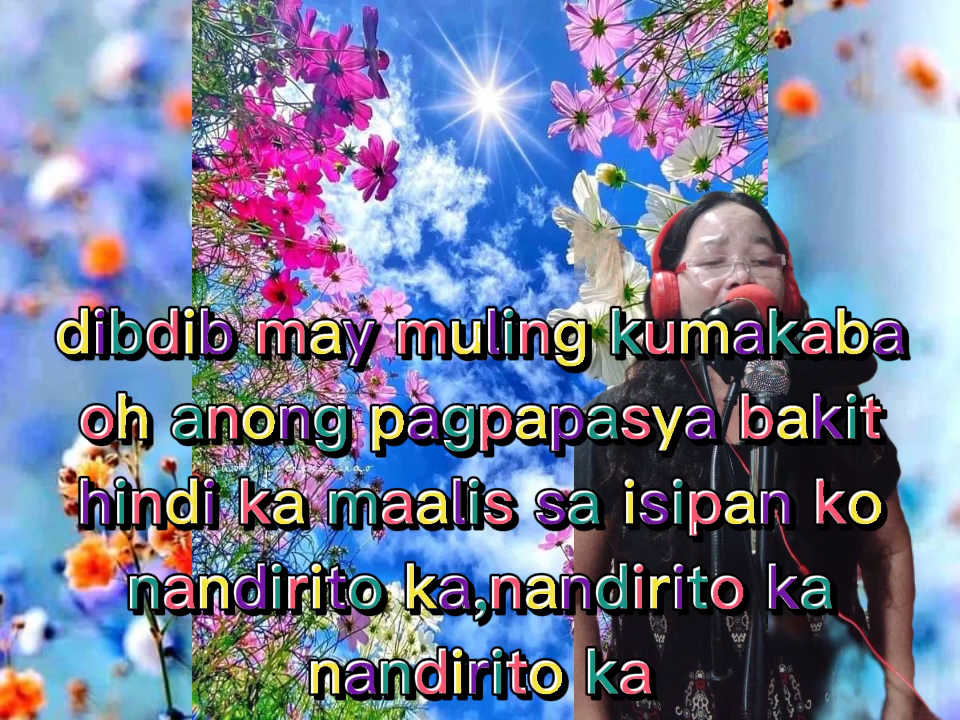 dibdib may muling kumakaba
oh anong pagpapasya bakit
hindi ka maalis sa isipan ko
nandirito ka,nandirito ka
nandirito ka